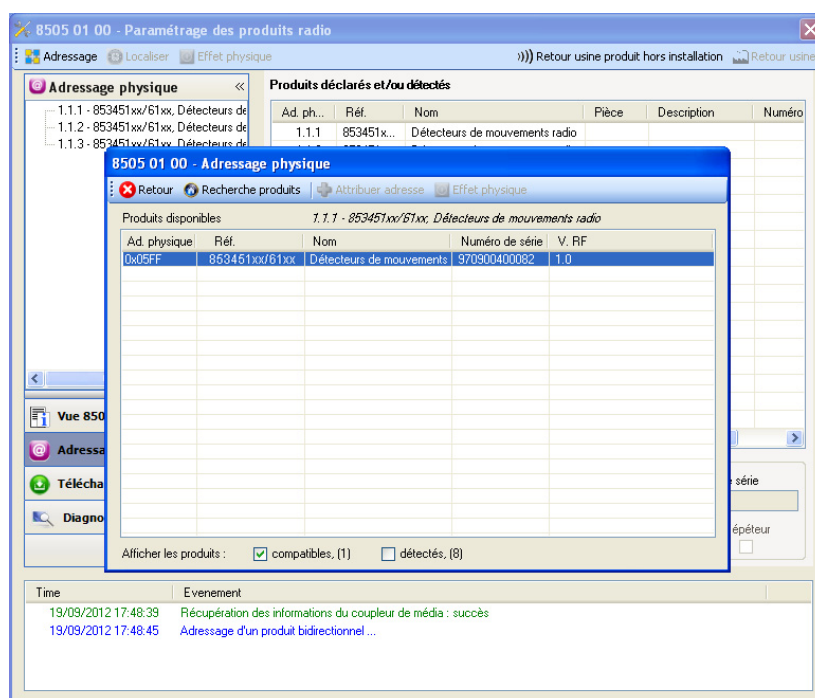 8505 01 00 - Paramétrage des produits radio
Adressage Localiser Effet physique ))) Retour usine produit hors installation Retour usine
Adressage physique «
1.1.1 - 853451xx/61xx, Détecteurs de
1.1.2 - 853451xx/61xx, Détecteurs de
1.1.3 - 853451xx/61xx, Détecteurs de
Produits déclarés et/ou détectés
Ad. ph... Réf. Nom Pièce Description Numéro
1.1.1 853451x... Détecteurs de mouvements radio
8505 01 00 - Adressage physique
Retour Recherche produits Attribuer adresse Effet physique
Produits disponibles 1.1.1 - 853451xx/61xx, Détecteurs de mouvements radio
Ad. physique Réf. Nom Numéro de série V. RF
0x05FF 853451xx/61xx Détecteurs de mouvements 970900400082 1.0
Afficher les produits : compatibles, (1) détectés, (8)
Vue 850
Adressa
Télécha
Diagno
série
épéteur
Time Evenement
19/09/2012 17:48:39 Récupération des informations du coupleur de média : succès
19/09/2012 17:48:45 Adressage d'un produit bidirectionnel ...